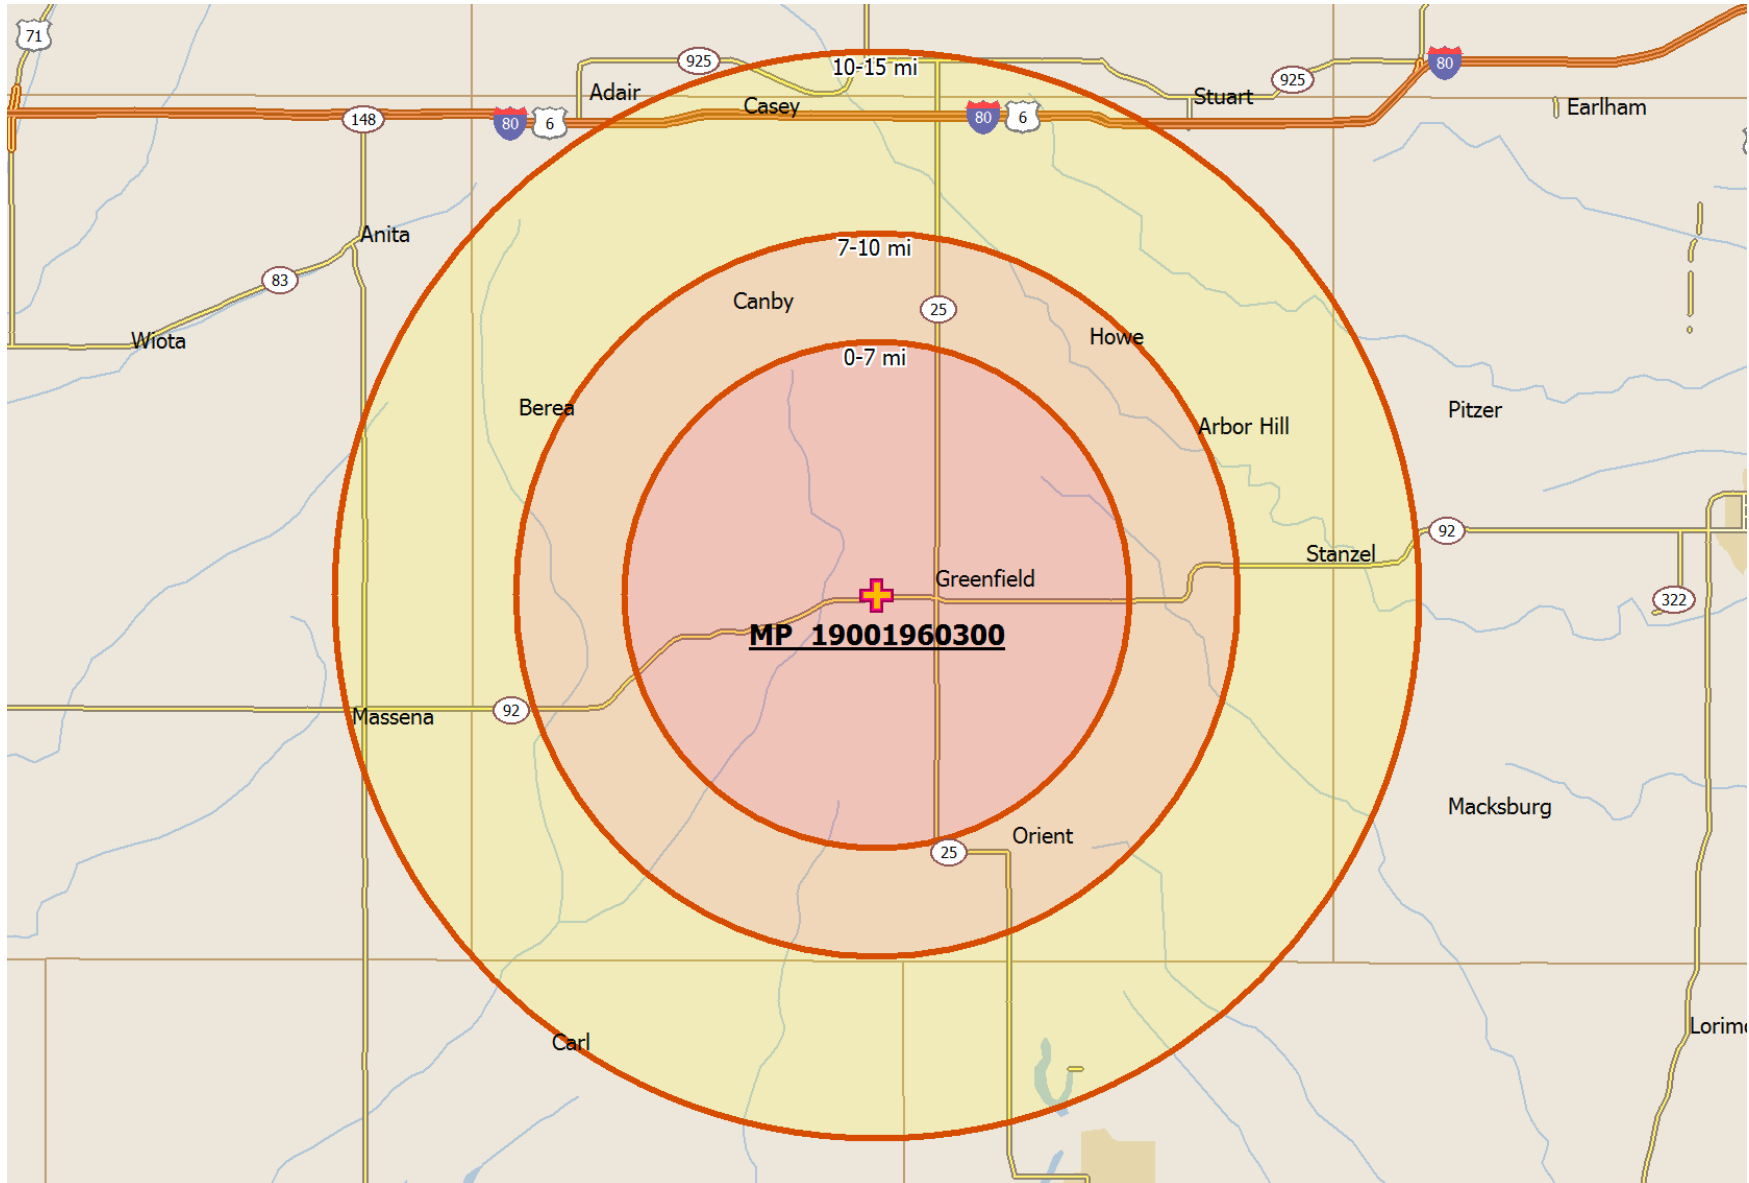 71
925
10-15 mi
80
925
Adair
Casey
Stuart
Earlham
148
80
6
80
6
Anita
7-10 mi
83
Canby
25
Howe
Wiota
0-7 mi
Berea
Pitzer
Arbor Hill
92
Stanzel
Greenfield
322
MP 19001960300
92
Massena
Macksburg
Orient
25
Carl